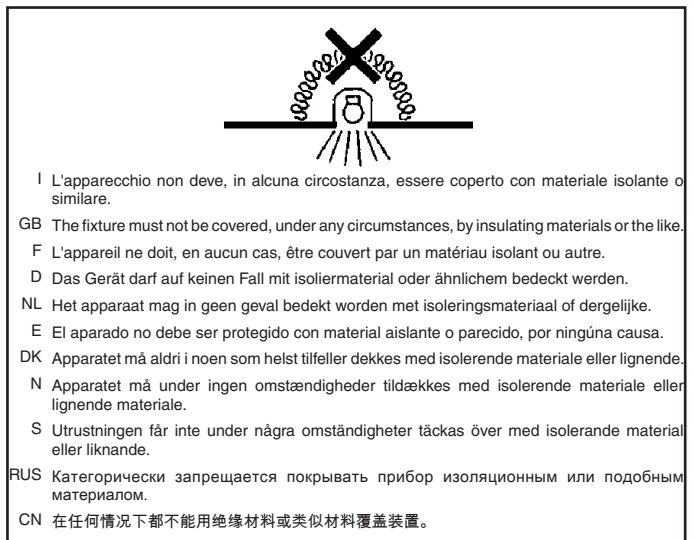 I L'apparecchio non deve, in alcuna circostanza, essere coperto con materiale isolante o
similare.
GB The fixture must not be covered, under any circumstances, by insulating materials or the like.
F L'appareil ne doit, en aucun cas, être couvert par un matériau isolant ou autre.
D Das Gerät darf auf keinen Fall mit isoliermaterial oder ähnlichem bedeckt werden.
NL Het apparaat mag in geen geval bedekt worden met isoleringsmateriaal of dergelijke.
E El aparado no debe ser protegido con material aislante o parecido, por ningúna causa.
DK Apparatet må aldri i noen som helst tilfeller dekkes med isolerende materiale eller lignende.
N Apparatet må under ingen omstændigheder tildækkes med isolerende materiale eller
lignende materiale.
S Utrustningen får inte under några omständigheter täckas över med isolerande material
eller liknande.
RUS Категорически запрещается покрывать прибор изоляционным или подобным
материалом.
CN 在任何情况下都不能用绝缘材料或类似材料覆盖装置。